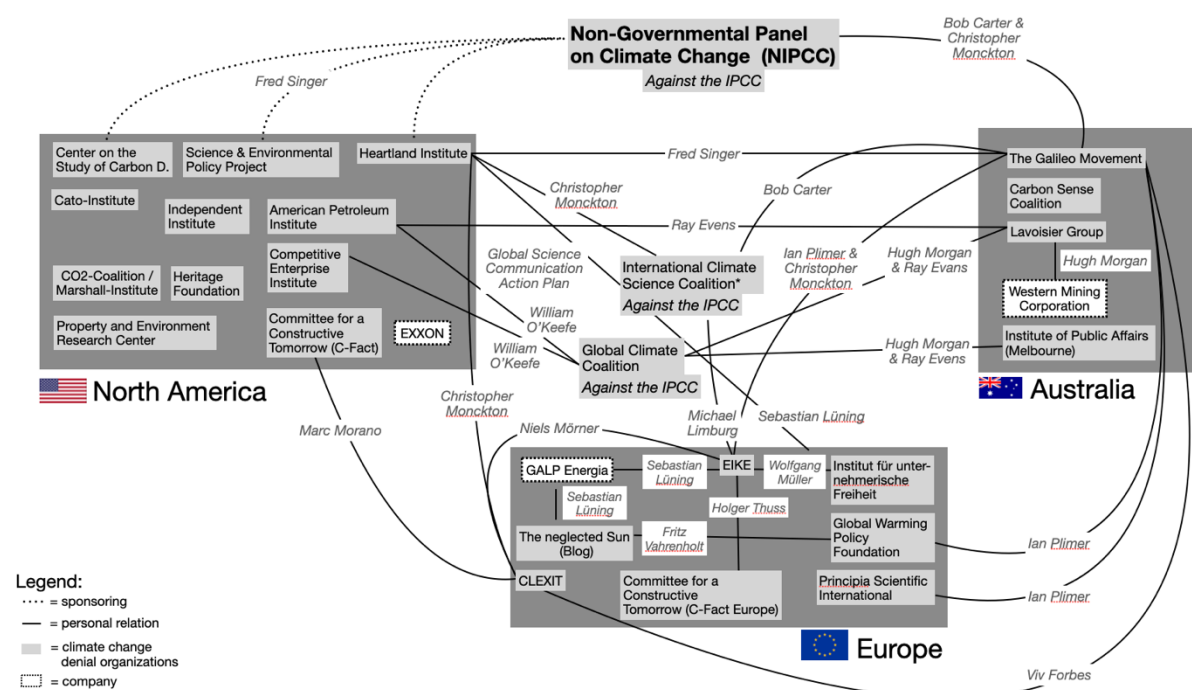 Non-Governmental Panel
on Climate Change (NIPCC)
Against the IPCC
Bob Carter &
Christopher
Monckton
Fred Singer
Center on the
Study of Carbon D.
Science & Environmental
Policy Project
Heartland Institute
Cato-Institute
Independent
Institute
American Petroleum
Institute
Competitive
Enterprise
Institute
CO2-Coalition /
Marshall-Institute
Heritage
Foundation
Property and Environment
Research Center
Committee for a
Constructive
Tomorrow (C-Fact)
EXXON
North America
Fred Singer
Christopher
Monckton
Bob Carter
Ray Evens
Global Science
Communication
Action Plan
International Climate
Science Coalition*
Against the IPCC
Ian Plimer &
Christopher
Monckton
Hugh Morgan
& Ray Evans
William
O'Keefe
William
O'Keefe
Global Climate
Coalition
Against the IPCC
Hugh Morgan
& Ray Evens
The Galileo Movement
Carbon Sense
Coalition
Lavoisier Group
Hugh Morgan
Western Mining
Corporation
Institute of Public Affairs
(Melbourne)
Australia
Christopher
Monckton
Marc Morano
Niels Mörner
Michael
Limburg
Sebastian Lüning
GALP Energia
Sebastian
Lüning
EIKE
Wolfgang
Müller
Institut für unter-
nehmerische
Freiheit
Sebastian
Lüning
Holger Thuss
The neglected Sun
(Blog)
Fritz
Vahrenholt
Global Warming
Policy
Foundation
CLEXIT
Committee for a
Constructive
Tomorrow (C-Fact Europe)
Principia Scientific
International
Ian Plimer
Ian Plimer
Viv Forbes
Europe
Legend:
= sponsoring
= personal relation
= climate change
denial organizations
= company